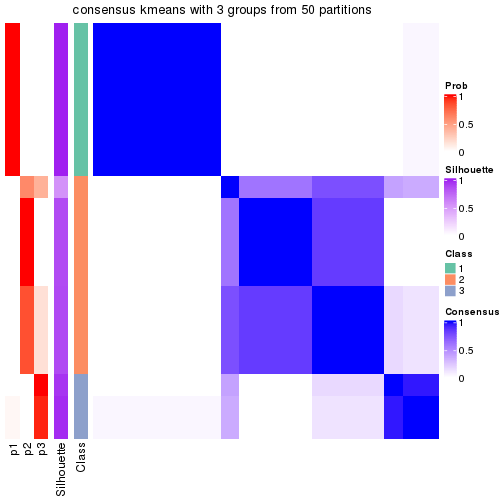 consensus kmeans with 3 groups from 50 partitions
Prob
1
0.5
0
Silhouette
1
0.5
0
Class
1
2
3
Consensus
1
0.5
0
p1
p2
p3
Silhouette
Class